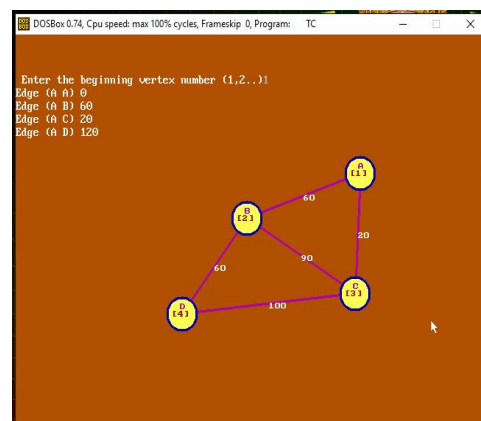 DOSBox 0.74, Cpu speed: max 100% cycles, Frameskip 0, Program: TC
Enter the beginning vertex number (1,2..)1
Edge (A A) 0
Edge (A B) 60
Edge (A C) 20
Edge (A D) 120
A
[1]
60
B
[2]
20
90
60
C
[3]
100
D
[4]